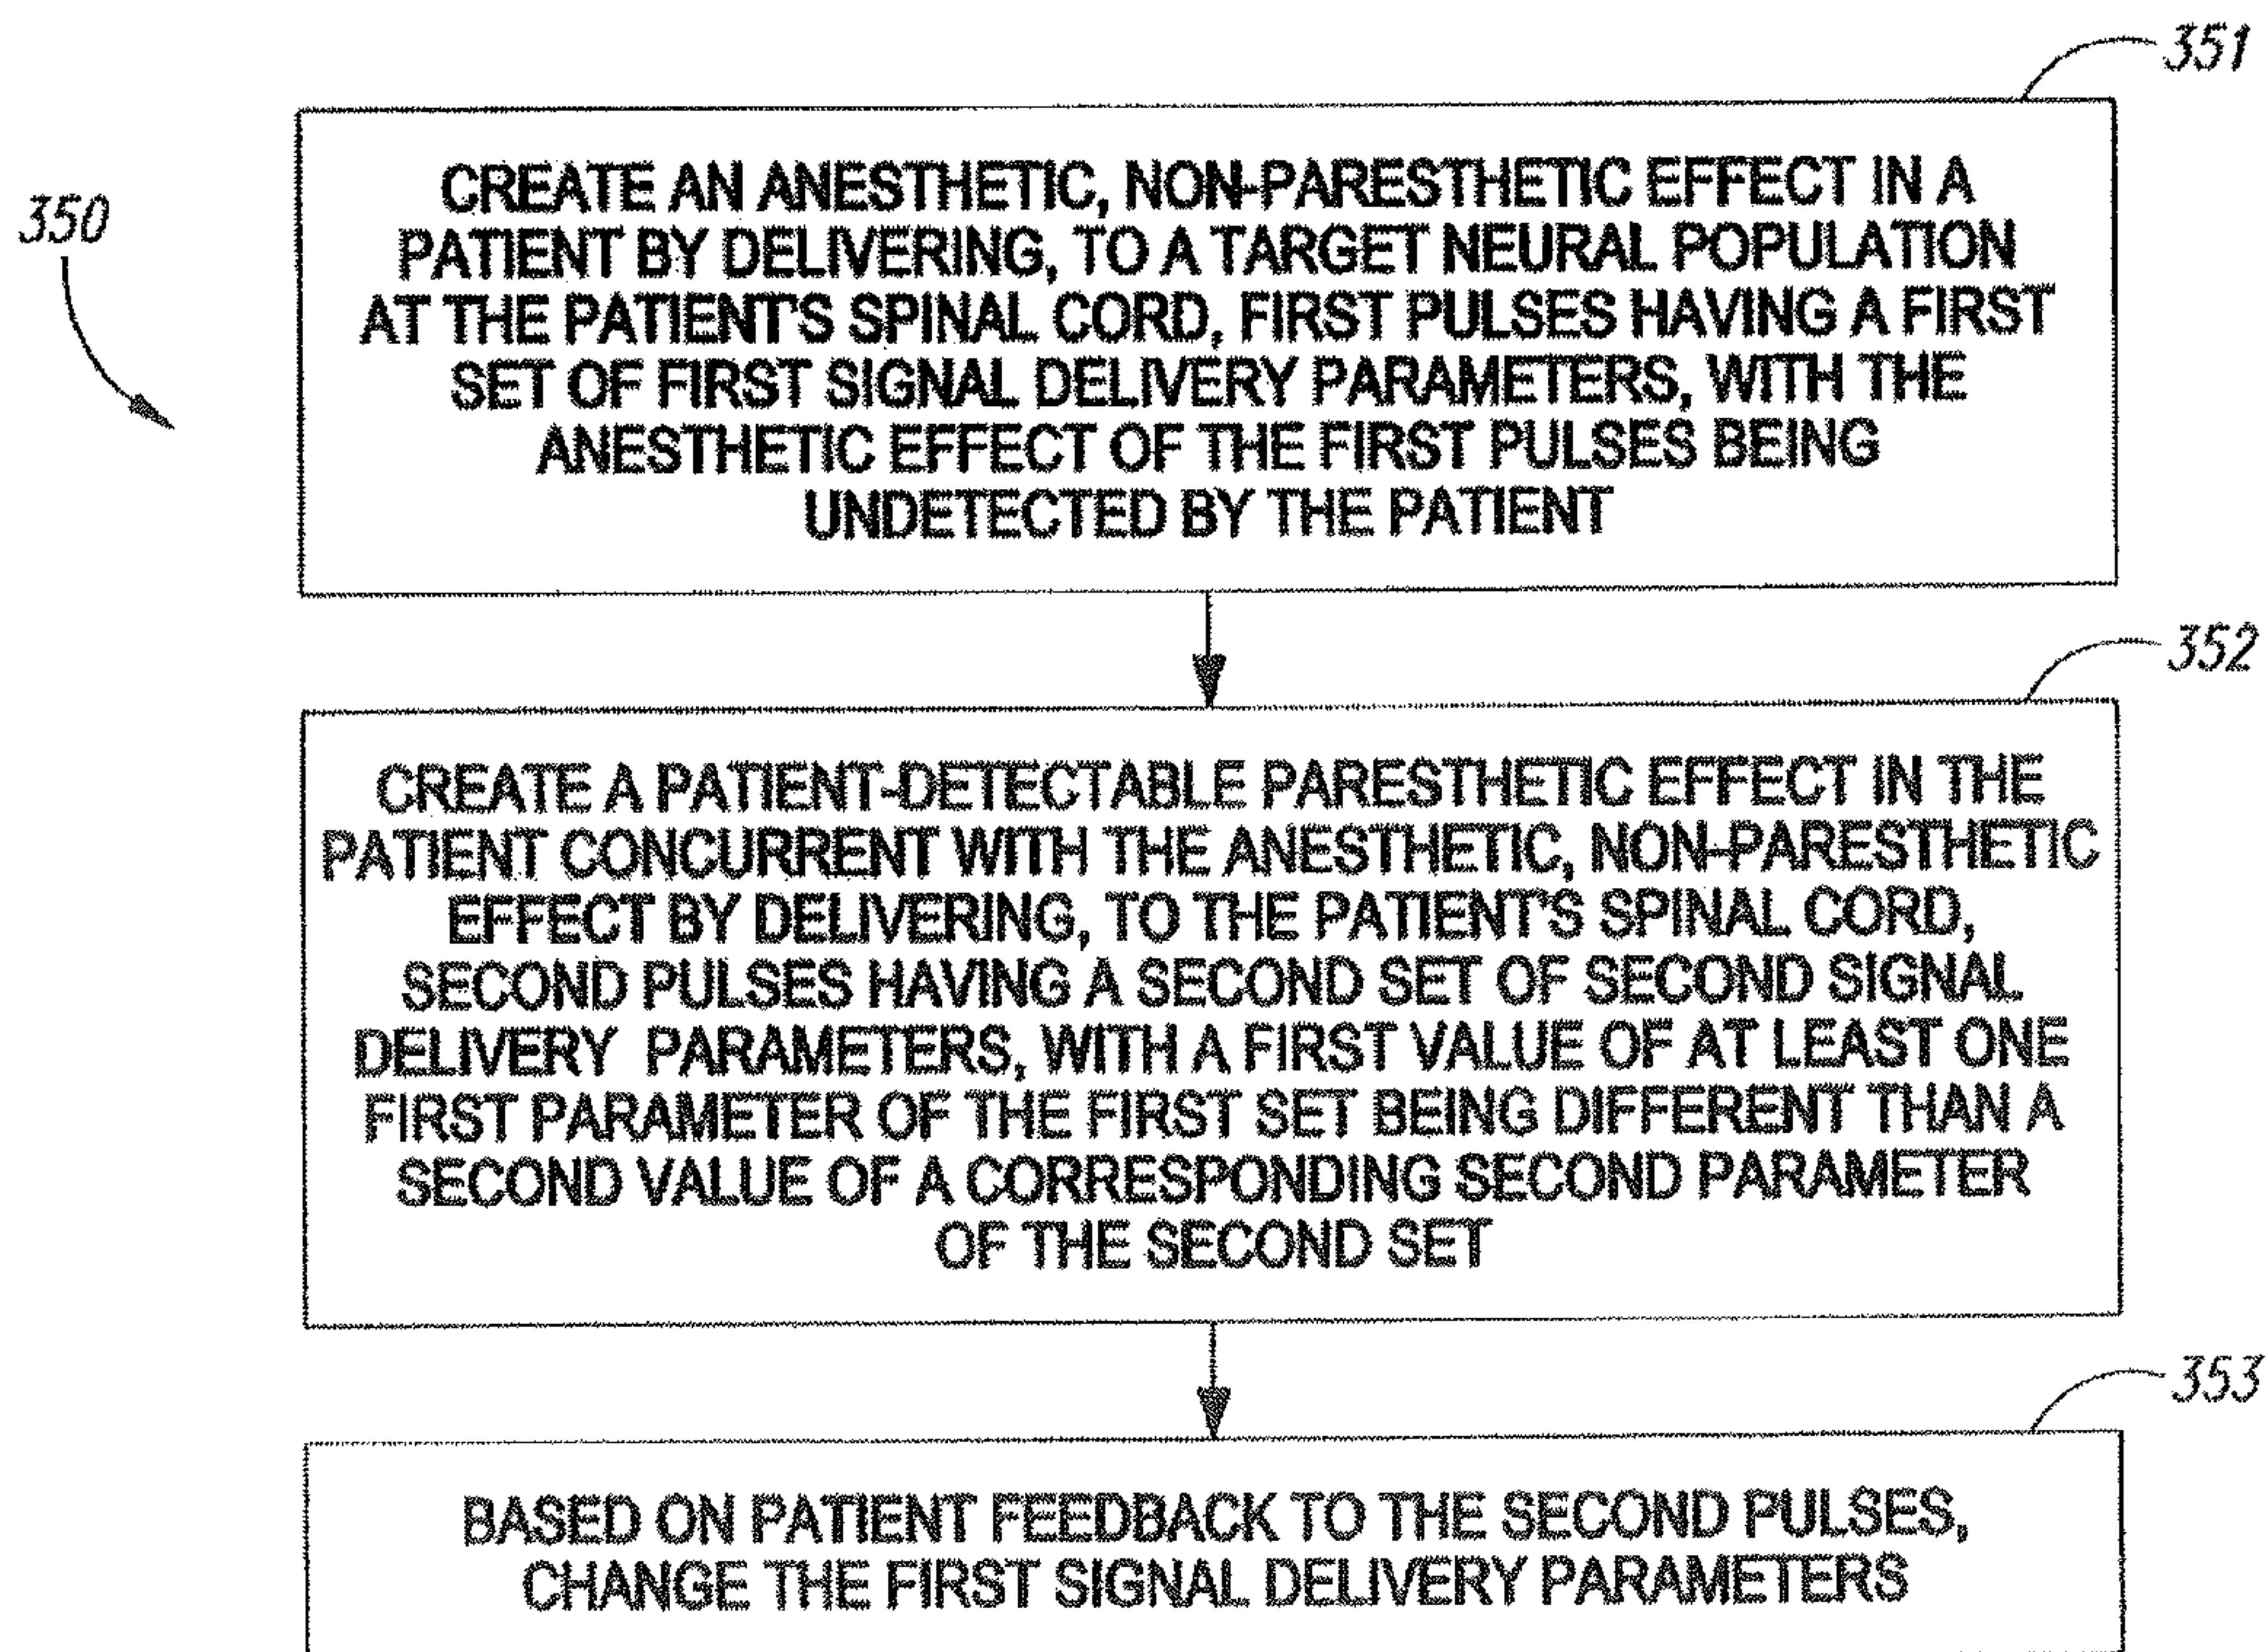 351
350
CREATE AN ANESTHETIC, NON-PARESTHETIC EFFECT IN A
PATIENT BY DELIVERING, TO A TARGET NEURAL POPULATION
AT THE PATIENT'S SPINAL CORD, FIRST PULSES HAVING A FIRST
SET OF FIRST SIGNAL DELIVERY PARAMETERS, WITH THE
ANESTHETIC EFFECT OF THE FIRST PULSES BEING
UNDETECTED BY THE PATIENT
352
CREATE A PATIENT-DETECTABLE PARESTHETIC EFFECT IN THE
PATIENT CONCURRENT WITH THE ANESTHETIC, NON-PARESTHETIC
EFFECT BY DELIVERING, TO THE PATIENT'S SPINAL CORD,
SECOND PULSES HAVING A SECOND SET OF SECOND SIGNAL
DELIVERY PARAMETERS, WITH A FIRST VALUE OF AT LEAST ONE
FIRST PARAMETER OF THE FIRST SET BEING DIFFERENT THAN A
SECOND VALUE OF A CORRESPONDING SECOND PARAMETER
OF THE SECOND SET
353
BASED ON PATIENT FEEDBACK TO THE SECOND PULSES,
CHANGE THE FIRST SIGNAL DELIVERY PARAMETERS